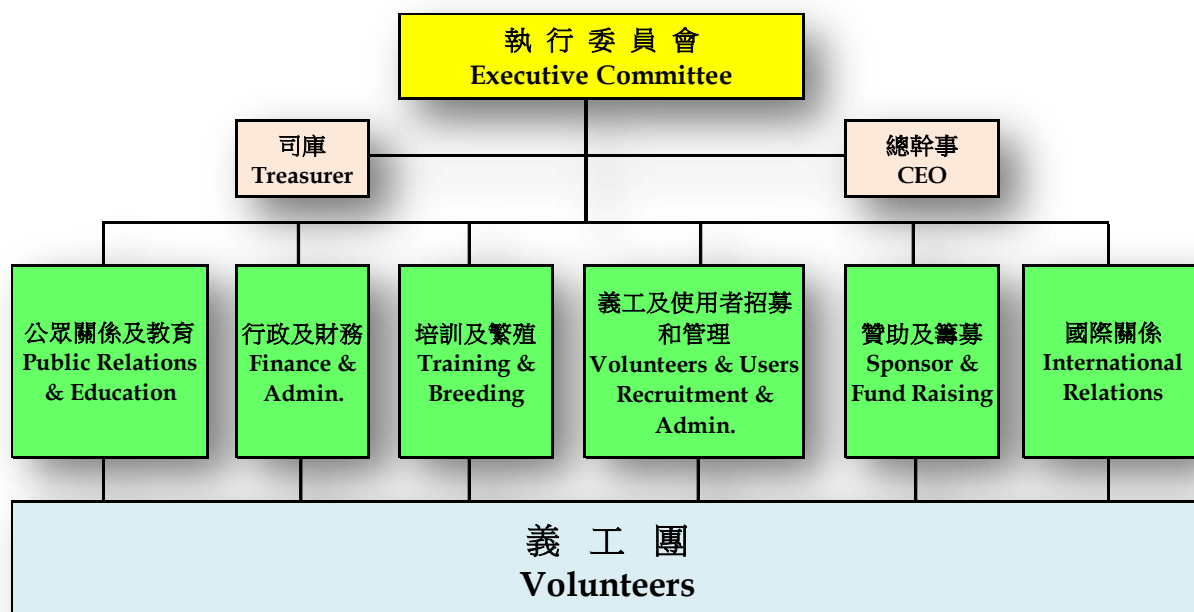 執行委員會
Executive Committee
司庫
Treasurer
總幹事
CEO
公眾關係及教育
Public Relations
& Education
行政及財務
Finance &
Admin.
培訓及繁殖
Training &
Breeding
義工及使用者招募
和管理
Volunteers & Users
Recruitment &
Admin.
贊助及籌募
Sponsor &
Fund Raising
國際關係
International
Relations
義工團
Volunteers